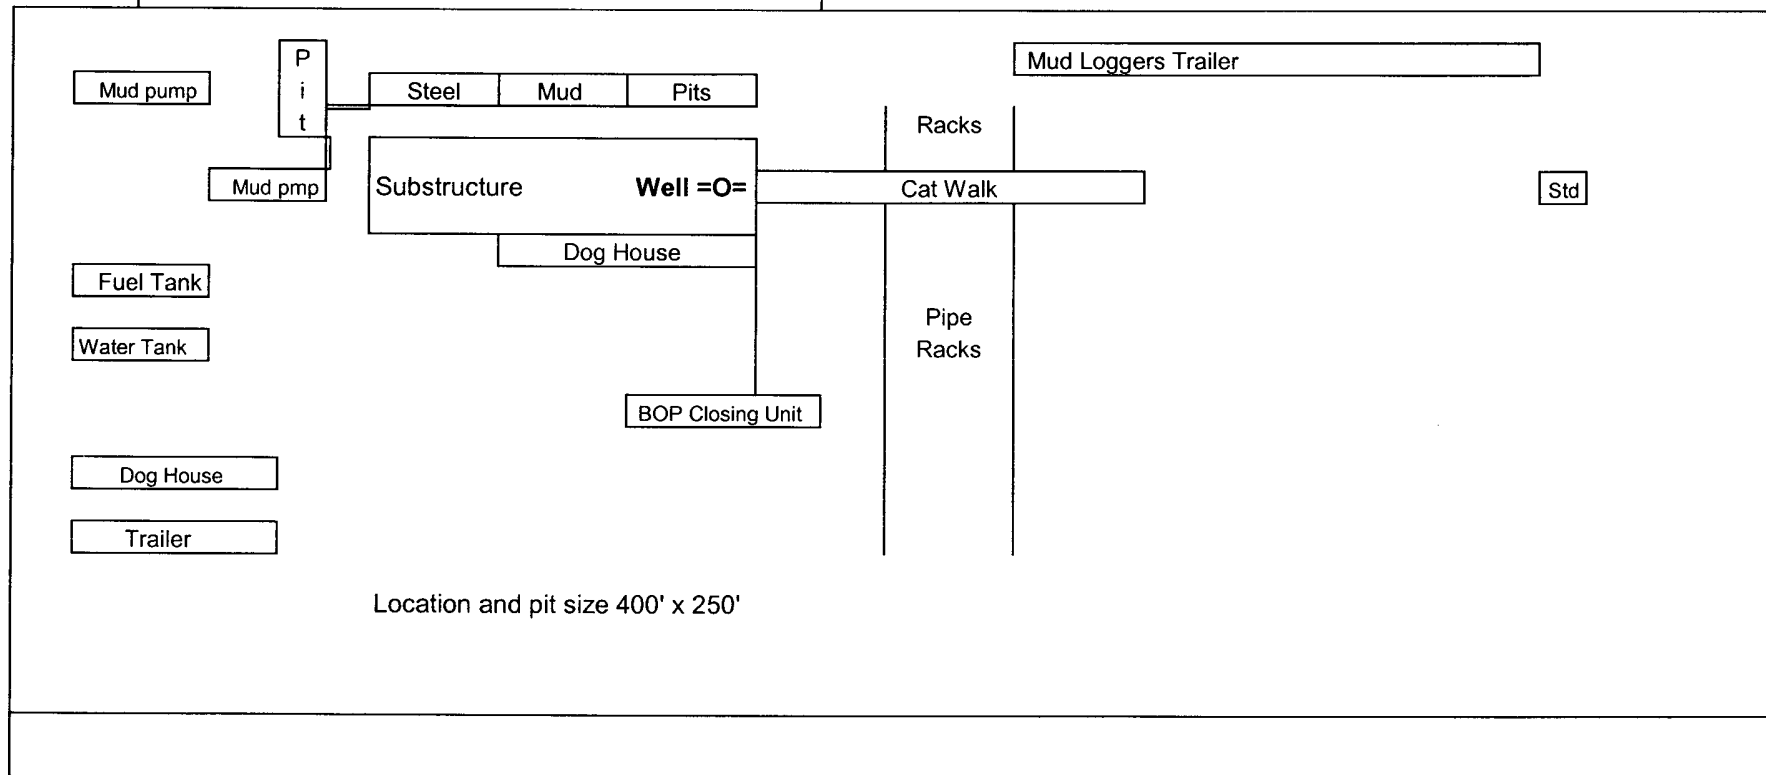 Mud Loggers Trailer
P
i
t
Mud pump
Steel Mud Pits
Racks
Mud pmp
Substructure Well =O=
Cat Walk
Std
Dog House
Fuel Tank
Pipe
Racks
Water Tank
BOP Closing Unit
Dog House
Trailer
Location and pit size 400' x 250'